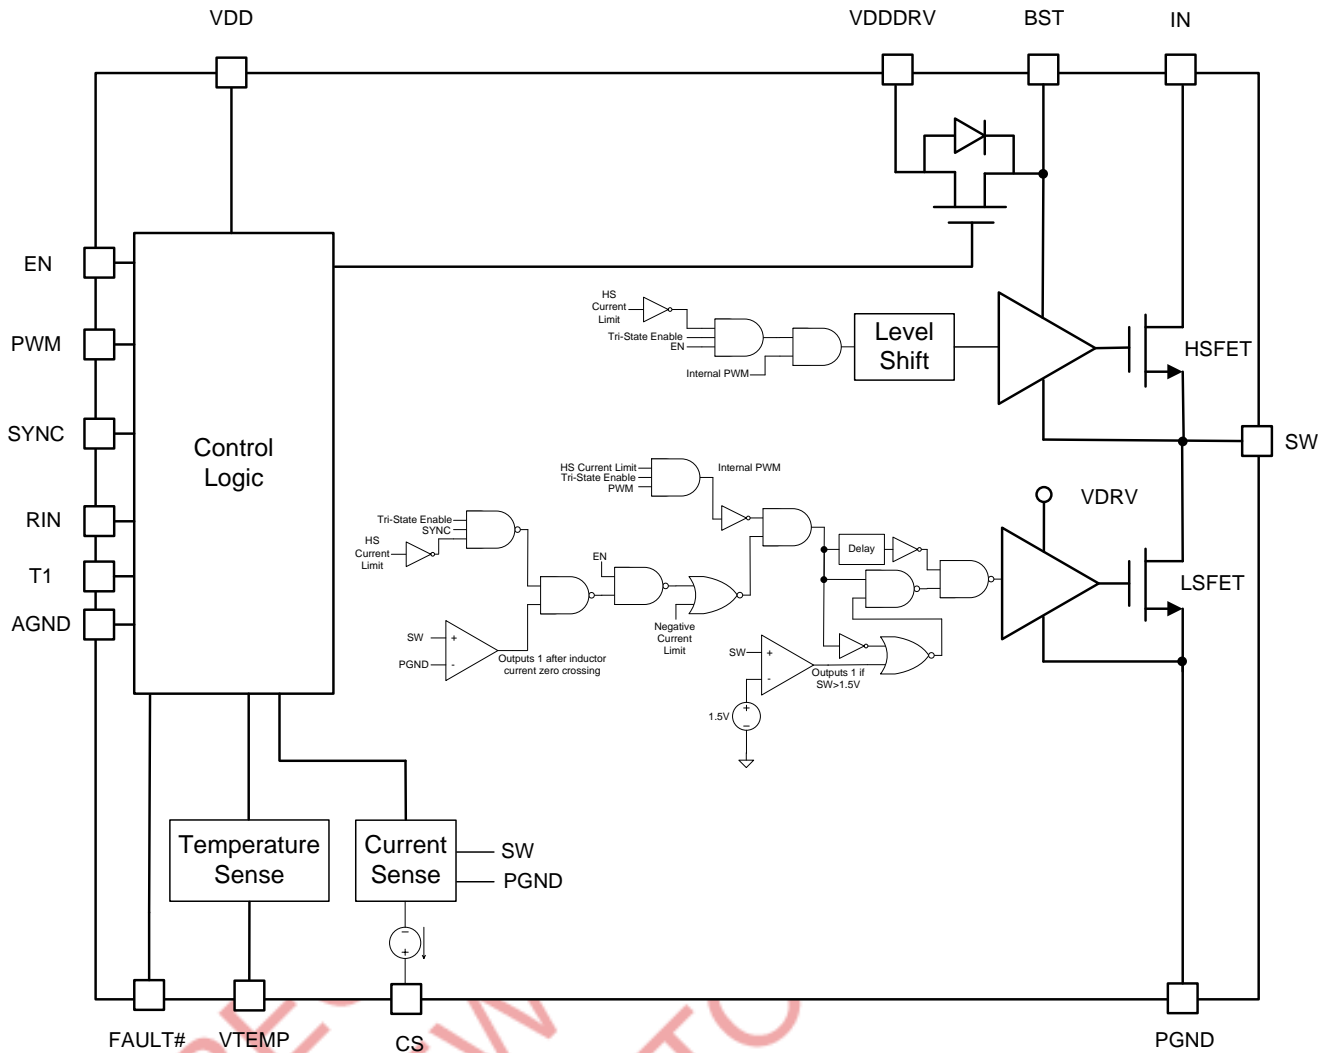 VDD
VDDDRV
BST
IN
EN
PWM
SYNC
RIN
T1
AGND
Control
Logic
HS
Current
Limit
Tri-State Enable
EN
Internal PWM
Level
Shift
HSFET
SW
HS Current Limit
Tri-State Enable
PWM
Internal PWM
VDRV
Tri-State Enable
SYNC
HS
Current
Limit
EN
Delay
LSFET
Negative
Current
Limit
SW
+
PGND
-
Outputs 1 after inductor
current zero crossing
SW
+
-
Outputs 1 if
SW>1.5V
1.5V
+
−
Temperature
Sense
Current
Sense
SW
PGND
−
+
FAULT#
VTEMP
CS
PGND